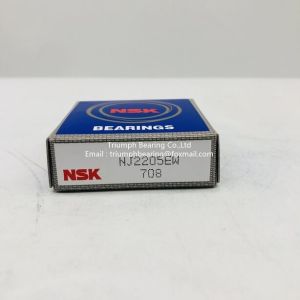 NSK
BEARINGS
Triumph Bearing Co.,Ltd
Email : triumphbearing@foxmail.com
NJ2205EW
NSK
708